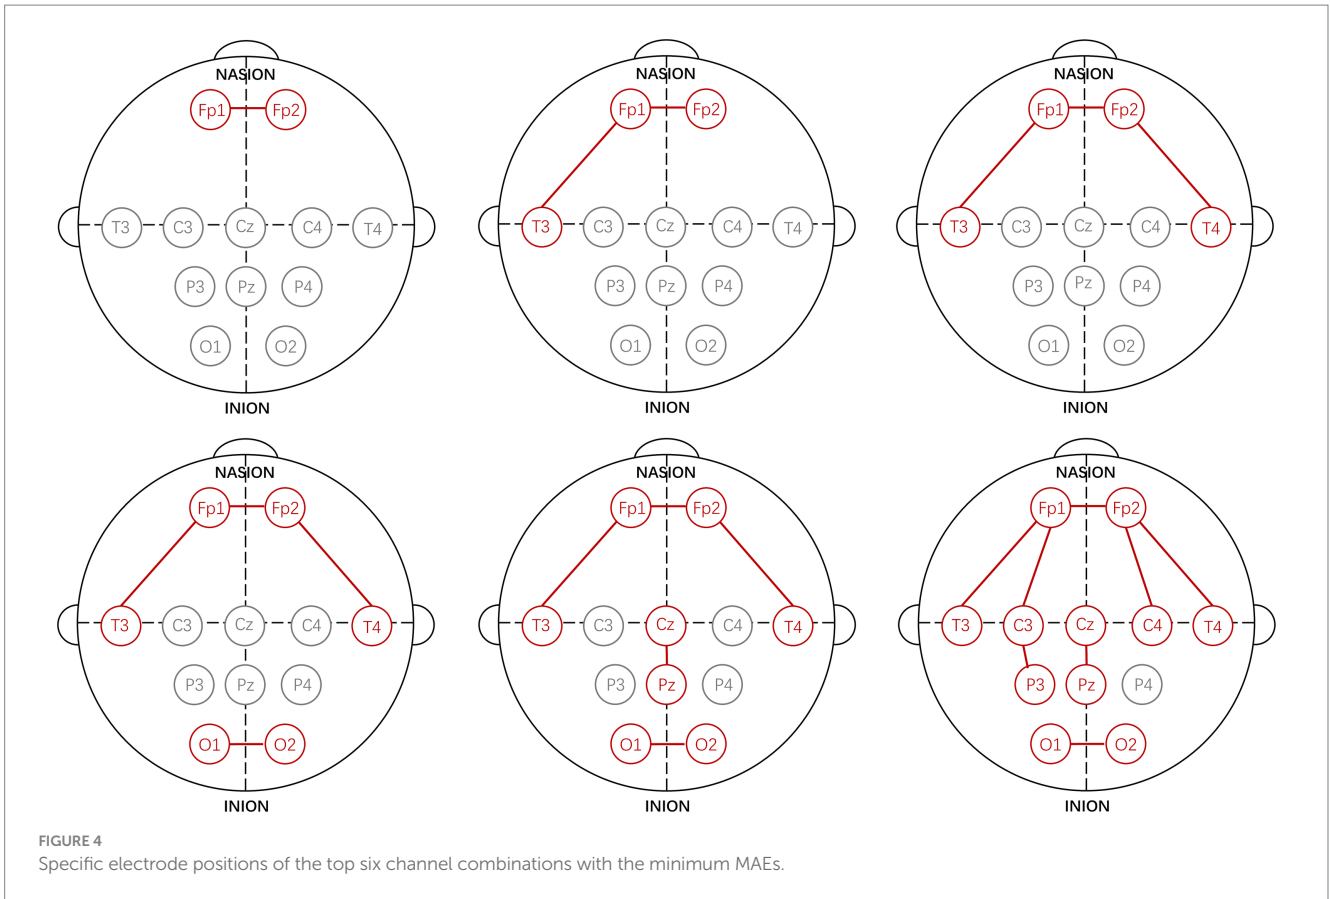 NASION
Fp1 Fp2
T3 C3 Cz C4 T4
P3 Pz P4
O1 O2
INION
NASION
Fp1 Fp2
T3 C3 Cz C4 T4
P3 Pz P4
O1 O2
INION
NASION
Fp1 Fp2
T3 C3 Cz C4 T4
P3 Pz P4
O1 O2
INION
NASION
Fp1 Fp2
T3 C3 Cz C4 T4
P3 Pz P4
O1 O2
INION
NASION
Fp1 Fp2
T3 C3 Cz C4 T4
P3 Pz P4
O1 O2
INION
NASION
Fp1 Fp2
T3 C3 Cz C4 T4
P3 Pz P4
O1 O2
INION
FIGURE 4
Specific electrode positions of the top six channel combinations with the minimum MAEs.